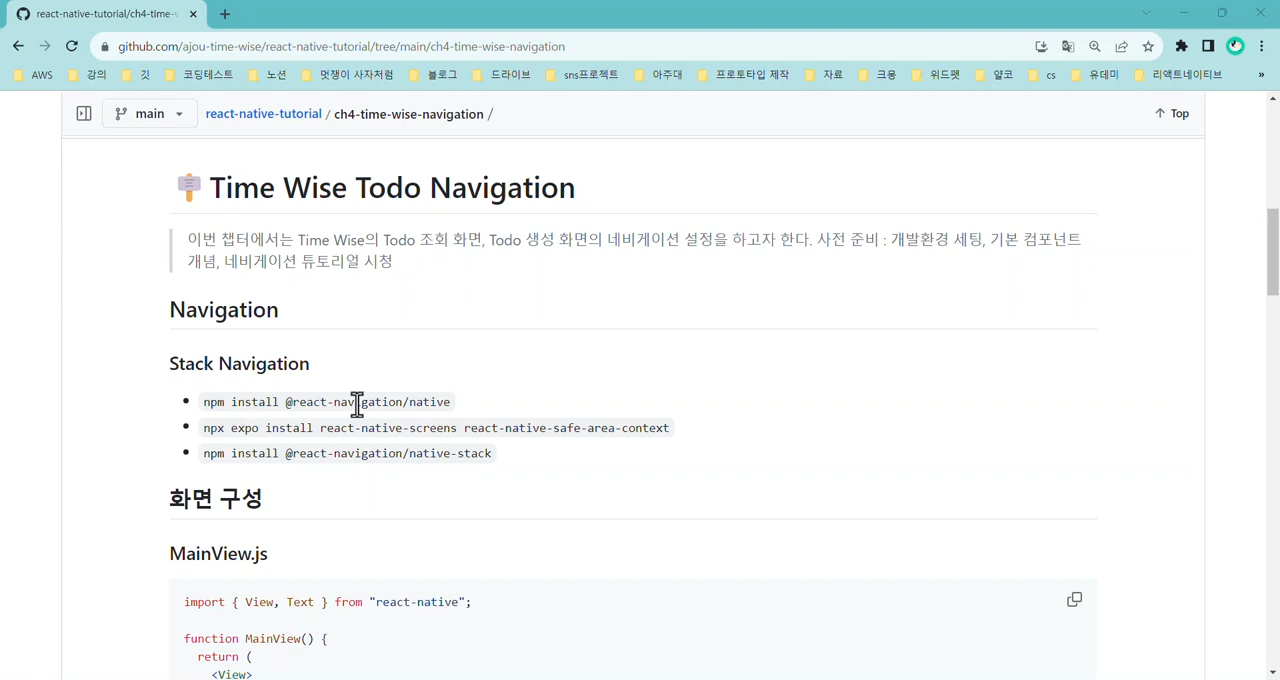 react-native-tutorial/ch4-time-w
github.com/ajou-time-wise/react-native-tutorial/tree/main/ch4-time-wise-navigation
AWS 강의 깃 코딩테스트 노션 멋쟁이 사자처럼 블로그 드라이브 sns프로젝트 아주대 프로토타입 제작 자료 크몽 위드펫 얄코 cs 유데미 리액트네이티브 »
main react-native-tutorial / ch4-time-wise-navigation / Top
Time Wise Todo Navigation
이번 챕터에서는 Time Wise의 Todo 조회 화면, Todo 생성 화면의 네비게이션 설정을 하고자 한다. 사전 준비 : 개발환경 세팅, 기본 컴포넌트
개념, 네비게이션 튜토리얼 시청
Navigation
Stack Navigation
npm install @react-navigation/native
npx expo install react-native-screens react-native-safe-area-context
npm install @react-navigation/native-stack
화면 구성
MainView.js
import { View, Text } from "react-native";
function MainView() {
return (
<View>